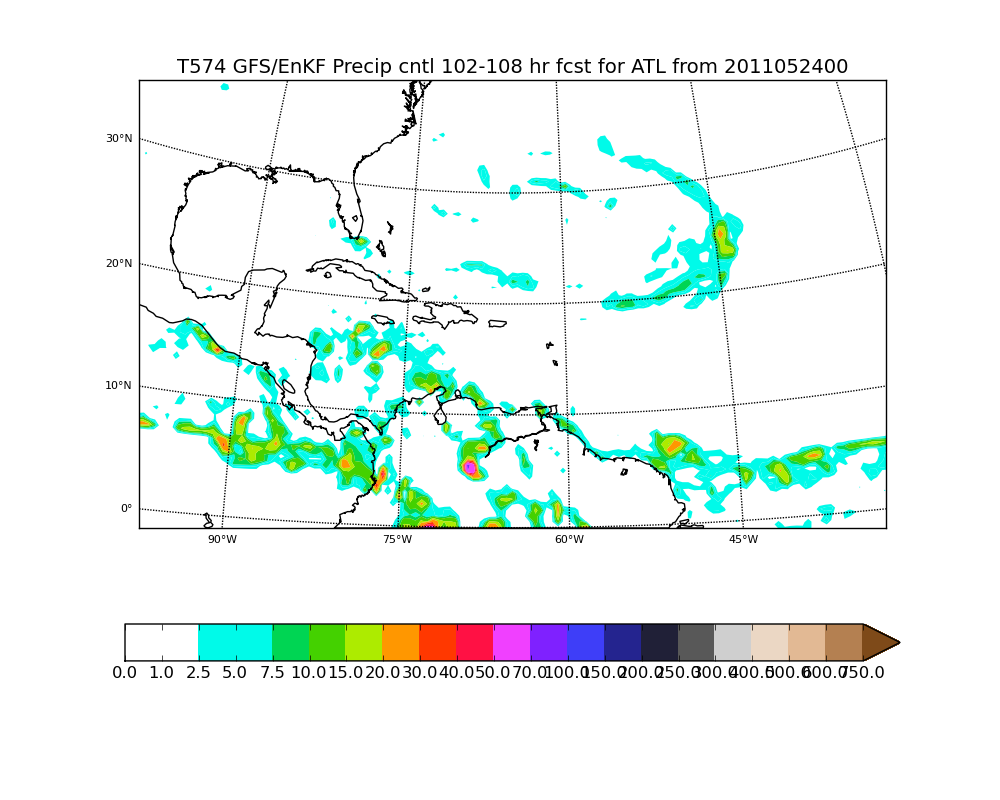 T574 GFS/EnKF Precip cntl 102-108 hr fcst for ATL from 2011052400
30°N
20°N
10°N
0°
90°W 75°W 60°W 45°W
0.0 1.0 2.5 5.0 7.5 10.0 15.0 20.0 30.0 40.0 50.0 70.0 100.0 150.0 200.0 250.0 300.0 400.0 500.0 600.0 750.0